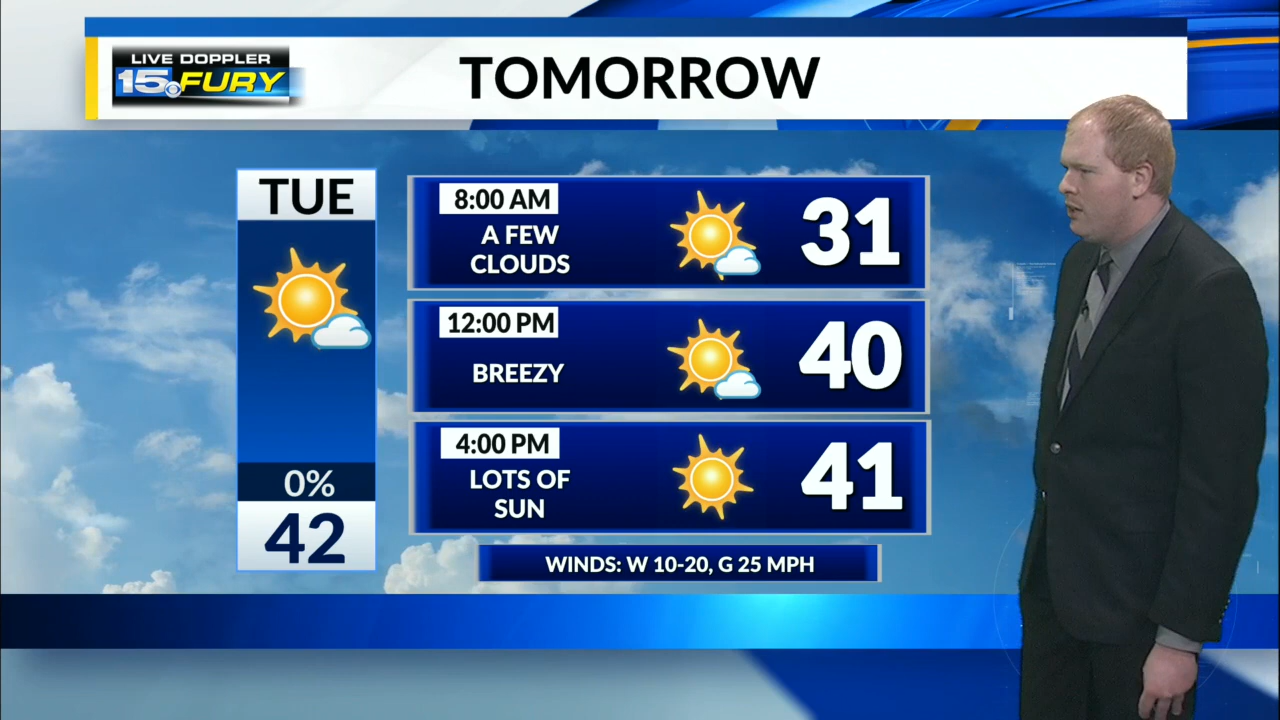 LIVE DOPPLER
15 FURY
TOMORROW
TUE
0%
42
8:00 AM
A FEW
CLOUDS
31
12:00 PM
BREEZY
40
4:00 PM
LOTS OF
SUN
41
WINDS: W 10-20, G 25 MPH